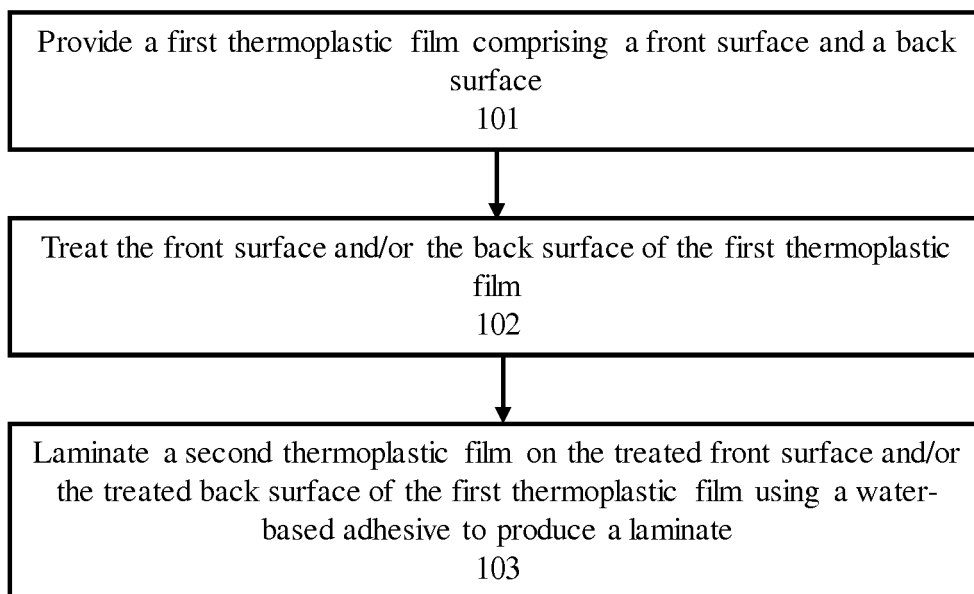 Provide a first thermoplastic film comprising a front surface and a back
surface
101
Treat the front surface and/or the back surface of the first thermoplastic
film
102
Laminate a second thermoplastic film on the treated front surface and/or
the treated back surface of the first thermoplastic film using a water-
based adhesive to produce a laminate
103